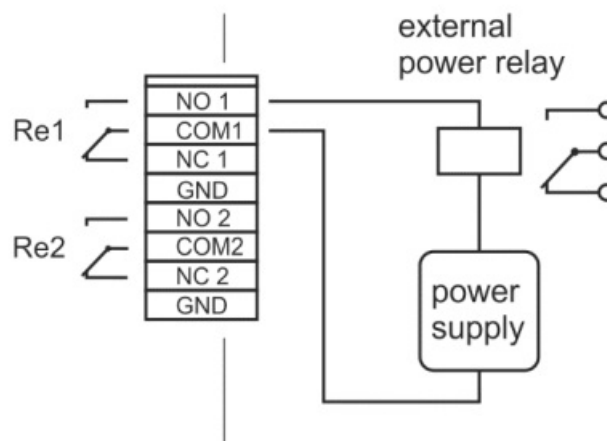 external
power relay
Re1
NO 1
COM1
NC 1
GND
Re2
NO 2
COM2
NC 2
GND
power
supply